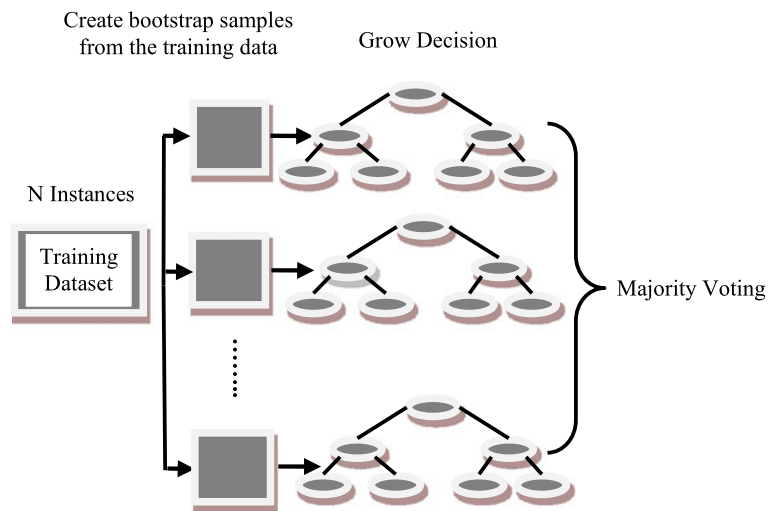 Create bootstrap samples
from the training data
Grow Decision
N Instances
Training
Dataset
Majority Voting